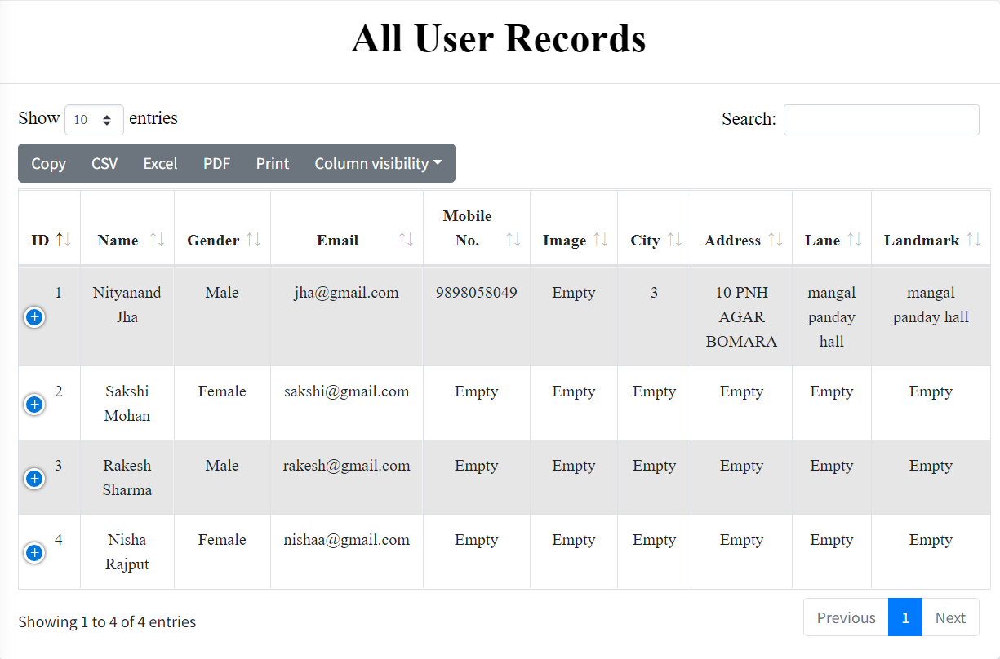 All User Records
Show 10 entries Search:
Copy CSV Excel PDF Print Column visibility
Mobile
ID Name Gender Email No. Image City Address Lane Landmark
1 Nityanand Male jha@gmail.com 9898058049 Empty 3 10 PNH mangal mangal
Jha AGAR panday panday hall
BOMARA hall
2 Sakshi Female sakshi@gmail.com Empty Empty Empty Empty Empty Empty
Mohan
3 Rakesh Male rakesh@gmail.com Empty Empty Empty Empty Empty Empty
Sharma
4 Nisha Female nishaa@gmail.com Empty Empty Empty Empty Empty Empty
Rajput
Showing 1 to 4 of 4 entries Previous 1 Next